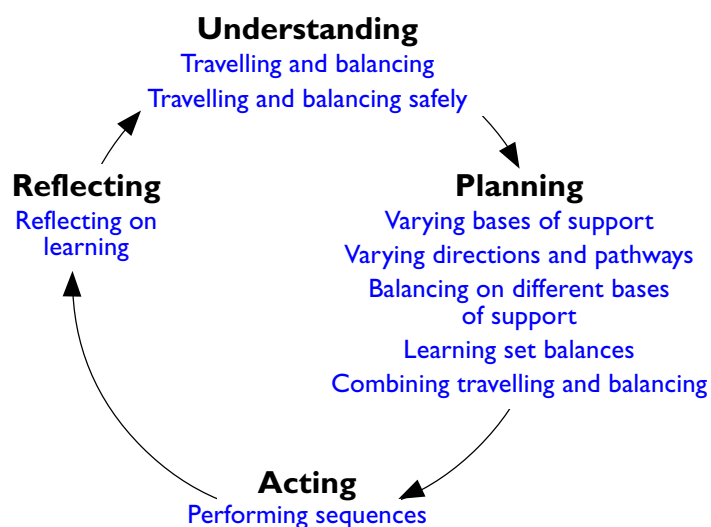 Understanding
Travelling and balancing
Travelling and balancing safely
Planning
Varying bases of support
Varying directions and pathways
Balancing on different bases
of support
Learning set balances
Combining travelling and balancing
Acting
Performing sequences
Reflecting
Reflecting on
learning